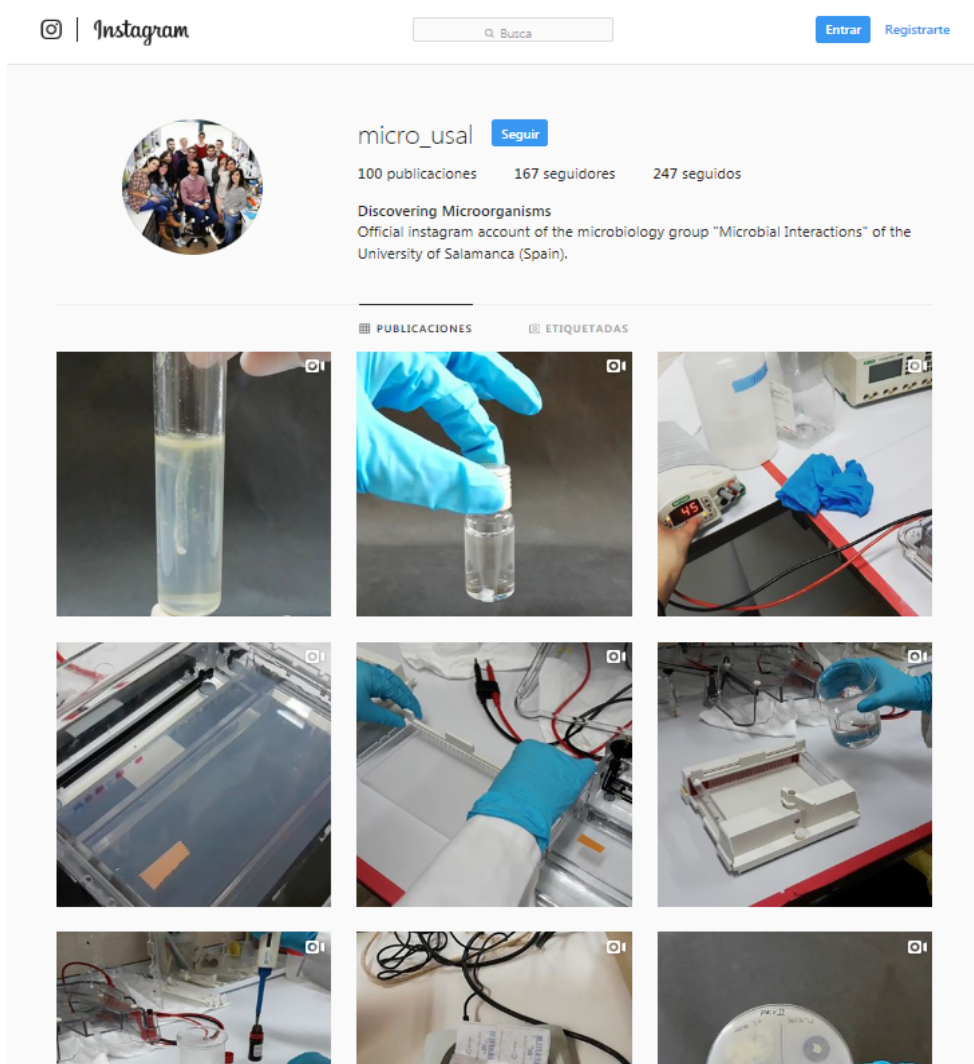 Instagram
Busca
Entrar Registrarte
micro_usal Seguir
100 publicaciones 167 seguidores 247 seguidos
Discovering Microorganisms
Official instagram account of the microbiology group "Microbial Interactions" of the
University of Salamanca (Spain).
PUBLICACIONES ETIQUETADAS
45